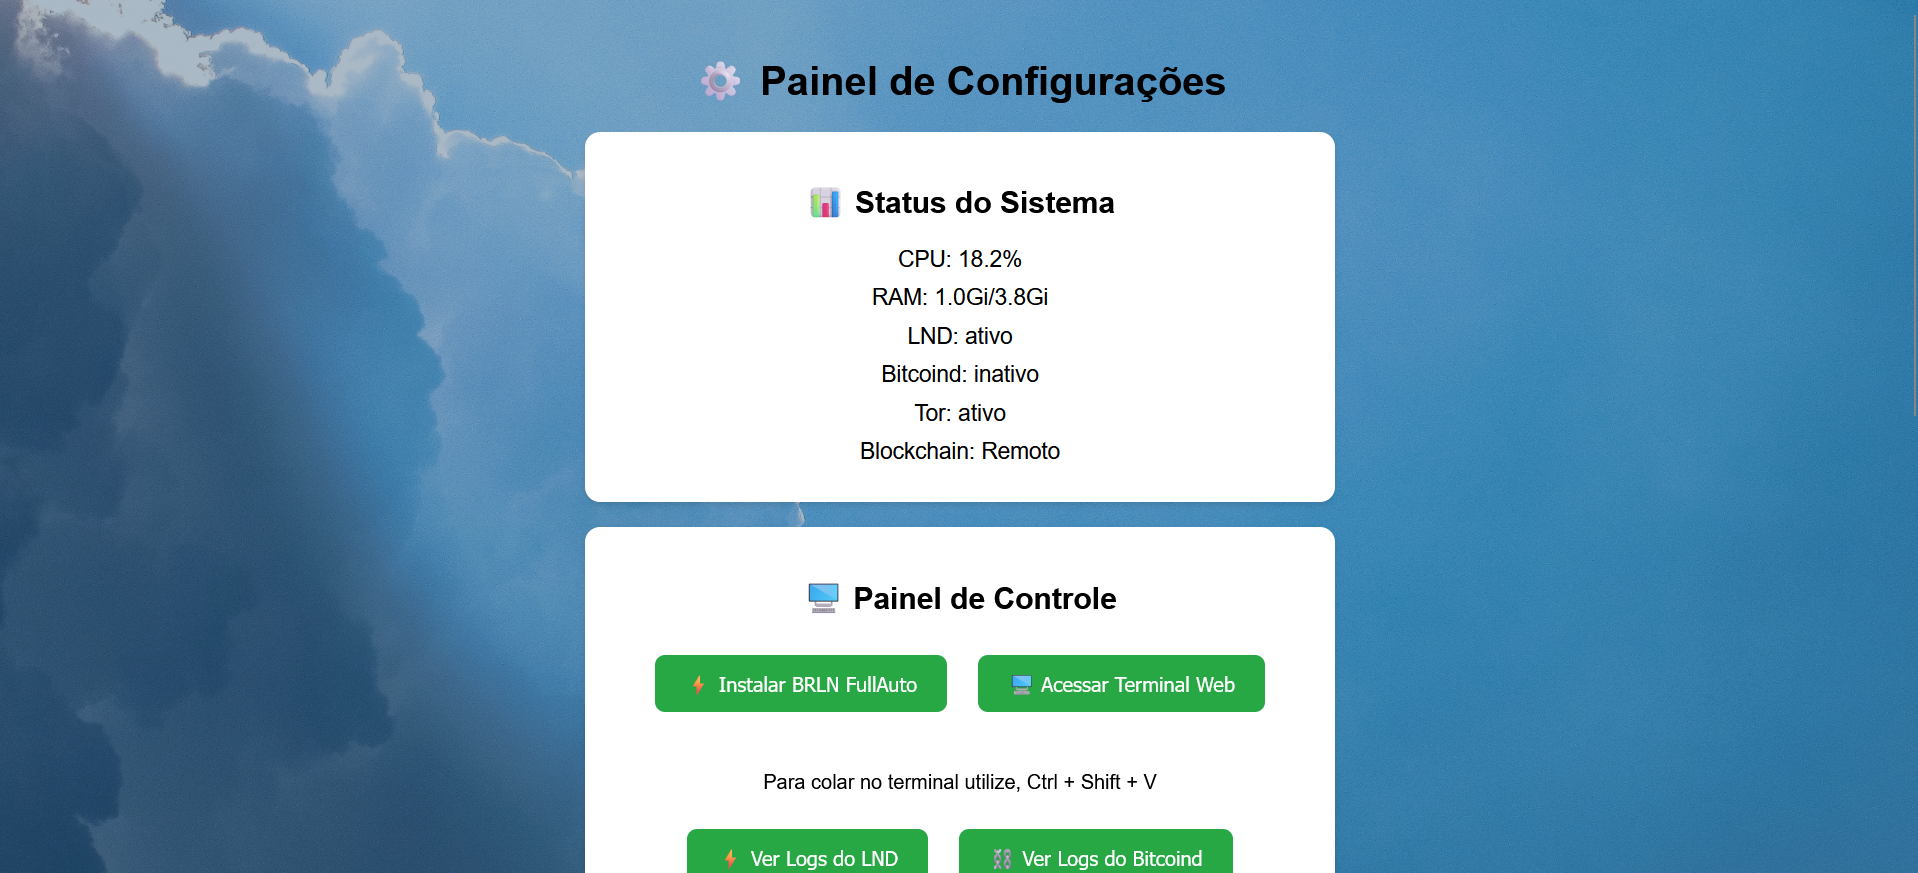 Painel de Configurações
Status do Sistema
CPU: 18.2%
RAM: 1.0Gi/3.8Gi
LND: ativo
Bitcoind: inativo
Tor: ativo
Blockchain: Remoto
Painel de Controle
Instalar BRLN FullAuto
Acessar Terminal Web
Para colar no terminal utilize, Ctrl + Shift + V
Ver Logs do LND
Ver Logs do Bitcoind